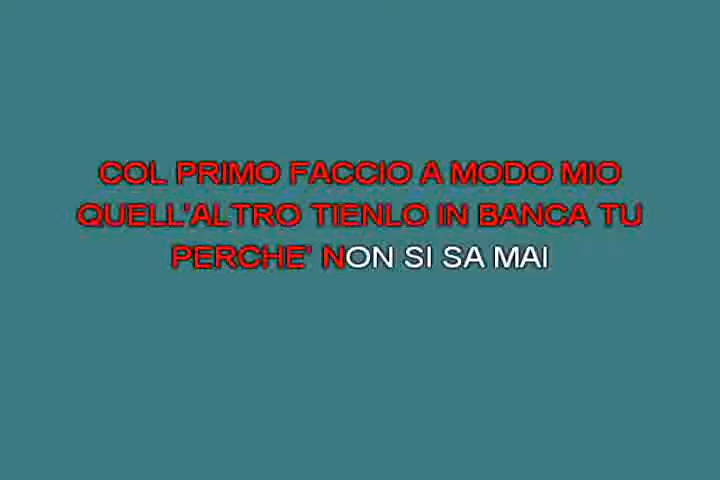 COL PRIMO FACCIO A MODO MIO
QUELL'ALTRO TIENLO IN BANCA TU
PERCHE' NON SI SA MAI